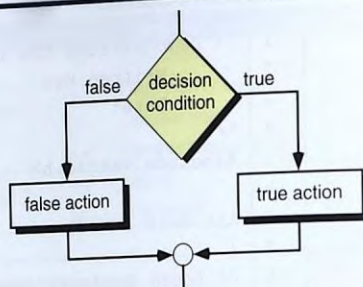 false
decision
condition
true
false action
true action